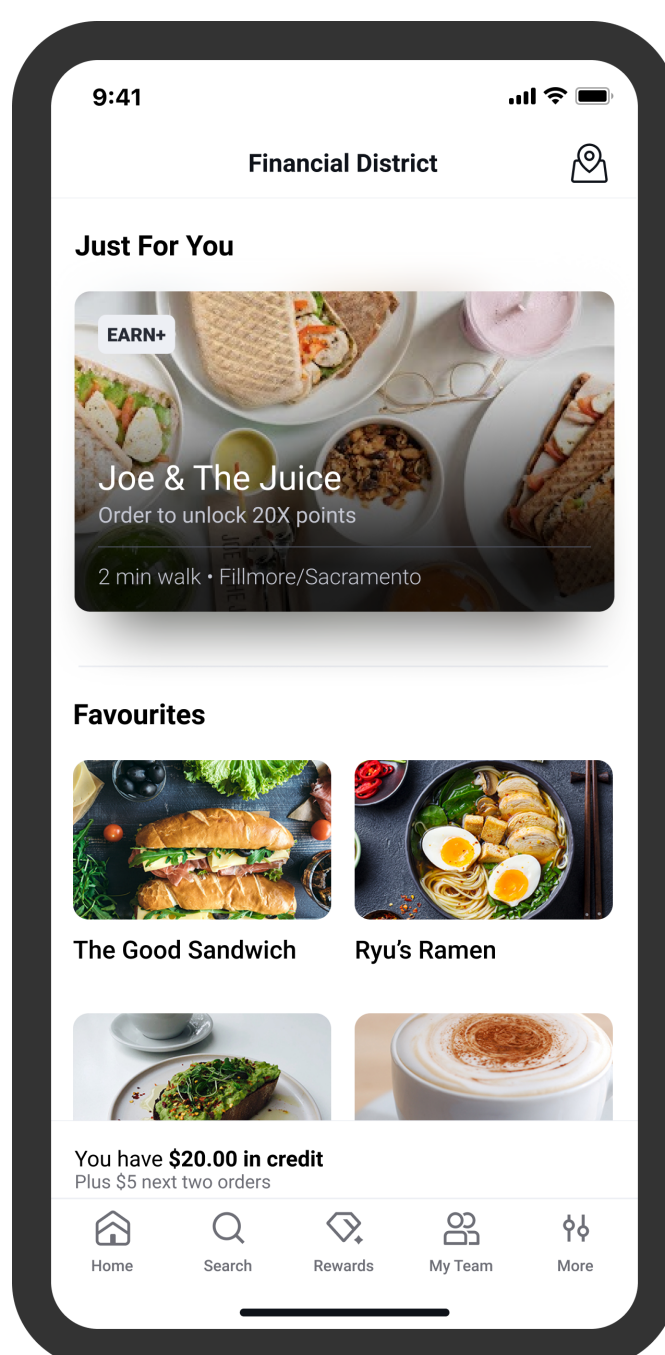 9:41
Financial District
Just For You
EARN+
Joe & The Juice
Order to unlock 20X points
2 min walk • Fillmore/Sacramento
Favourites
The Good Sandwich
Ryu’s Ramen
You have $20.00 in credit
Plus $5 next two orders
Home
Search
Rewards
My Team
More